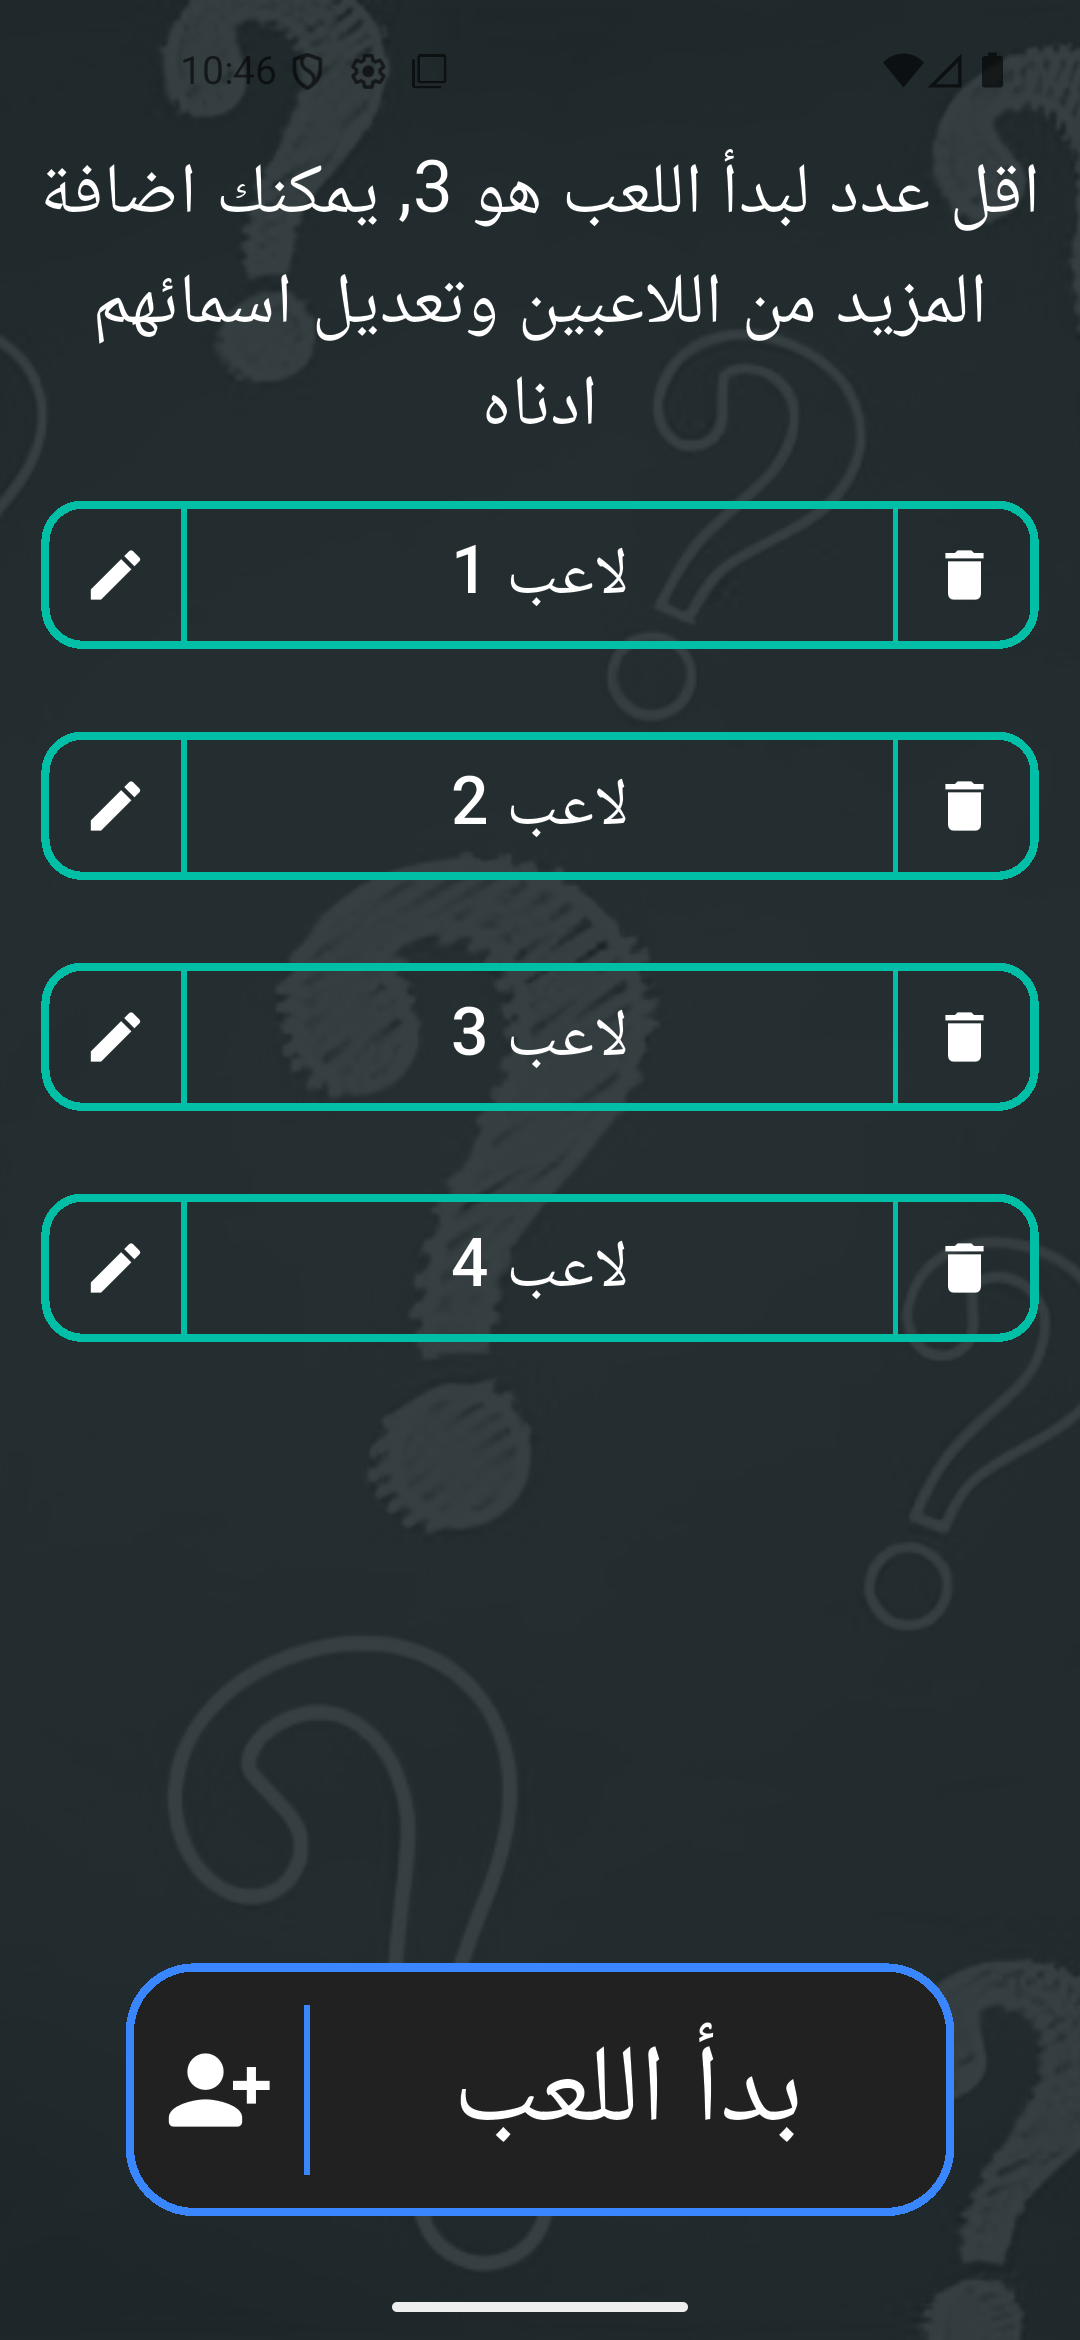 10:46
اقل عدد لبدأ اللعب هو 3, يمكنك اضافة
المزيد من اللاعبين وتعديل اسمائهم
ادناه
لاعب 1
لاعب 2
لاعب 3
لاعب 4
بدأ اللعب